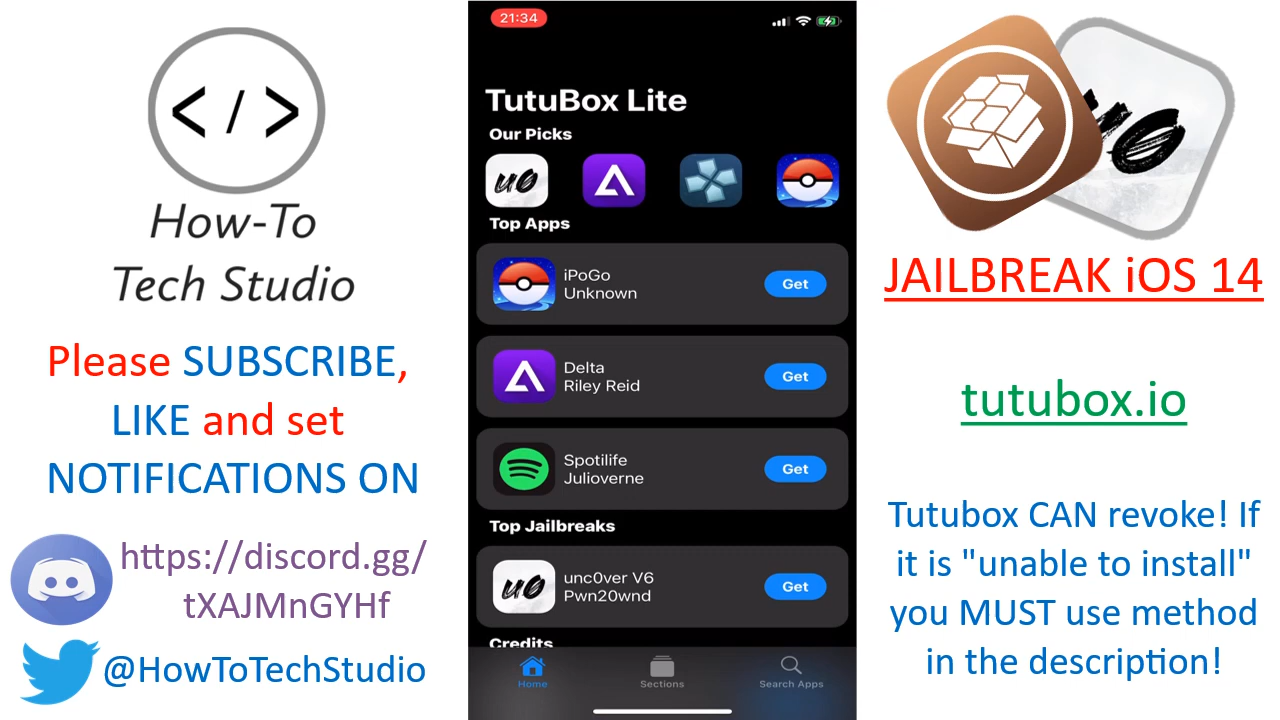 </>
How-To
Tech Studio
Please SUBSCRIBE,
LIKE and set
NOTIFICATIONS ON
https://discord.gg/
tXAJMnGYHf
@HowToTechStudio
21:34
TutuBox Lite
Our Picks
u0
Top Apps
iPoGo
Unknown
Get
Delta
Riley Reid
Get
Spotilife
Julioverne
Get
Top Jailbreaks
u0
unc0ver V6
Pwn20wnd
Get
Credits
Home
Sections
Search Apps
u0
JAILBREAK iOS 14
tutubox.io
Tutubox CAN revoke! If
it is "unable to install"
you MUST use method
in the description!